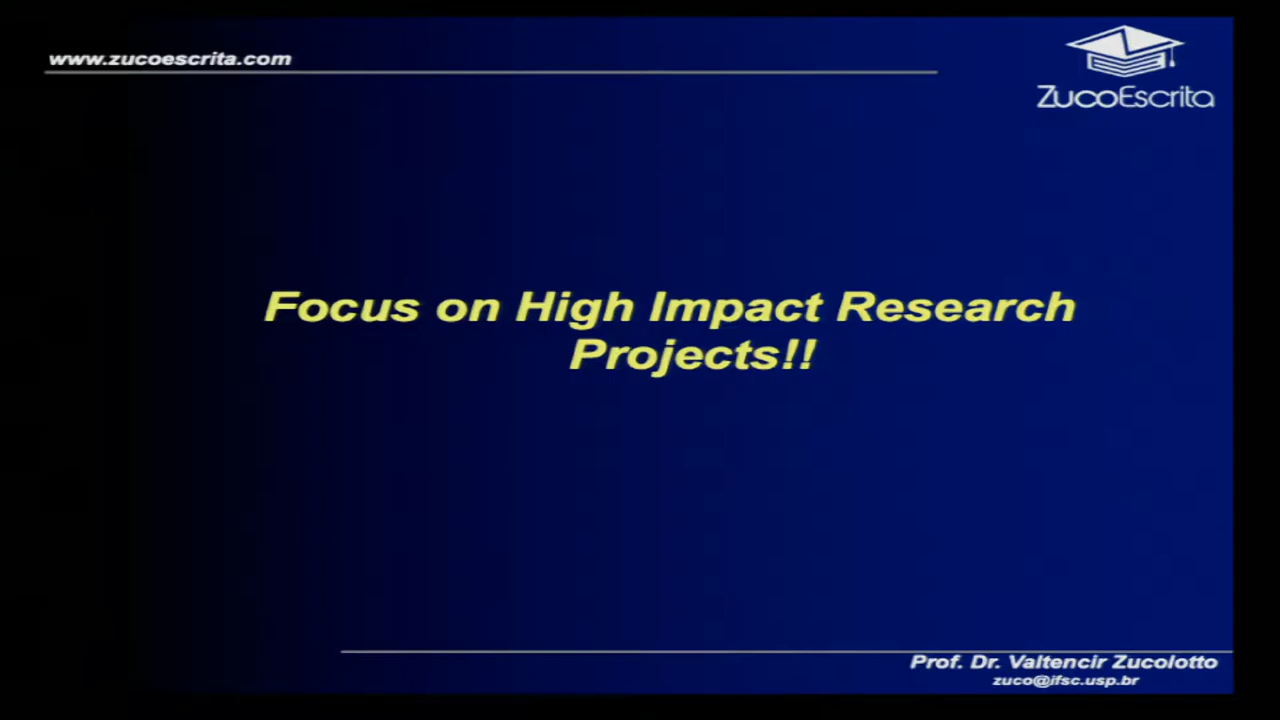 www.zucoescrita.com
ZucoEscrita
Focus on High Impact Research
Projects!!
Prof. Dr. Valtencir Zucolotto
zuco@ifsc.usp.br